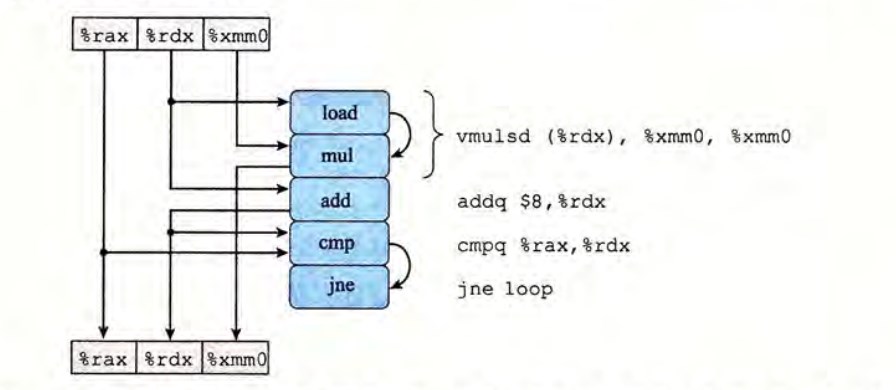 %rax %rdx %xmm0
load
mul
vmulsd (%rdx), %xmm0, %xmm0
add
addq $8,%rdx
cmp
cmpq %rax,%rdx
jne
jne loop
%rax %rdx %xmm0